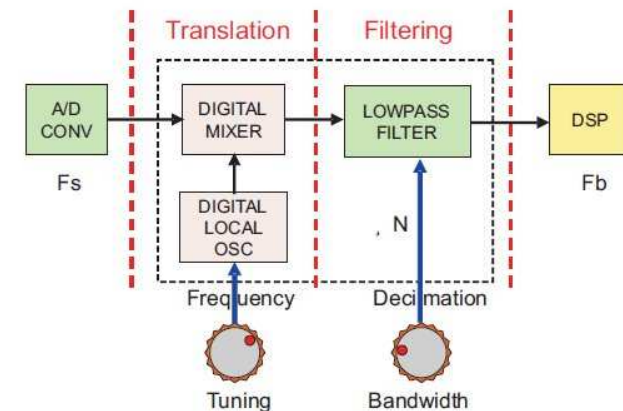 Translation
Filtering
A/D
CONV
DIGITAL
MIXER
LOWPASS
FILTER
DSP
Fs
Fb
DIGITAL
LOCAL
OSC
, N
Frequency
Decimation
Tuning
Bandwidth